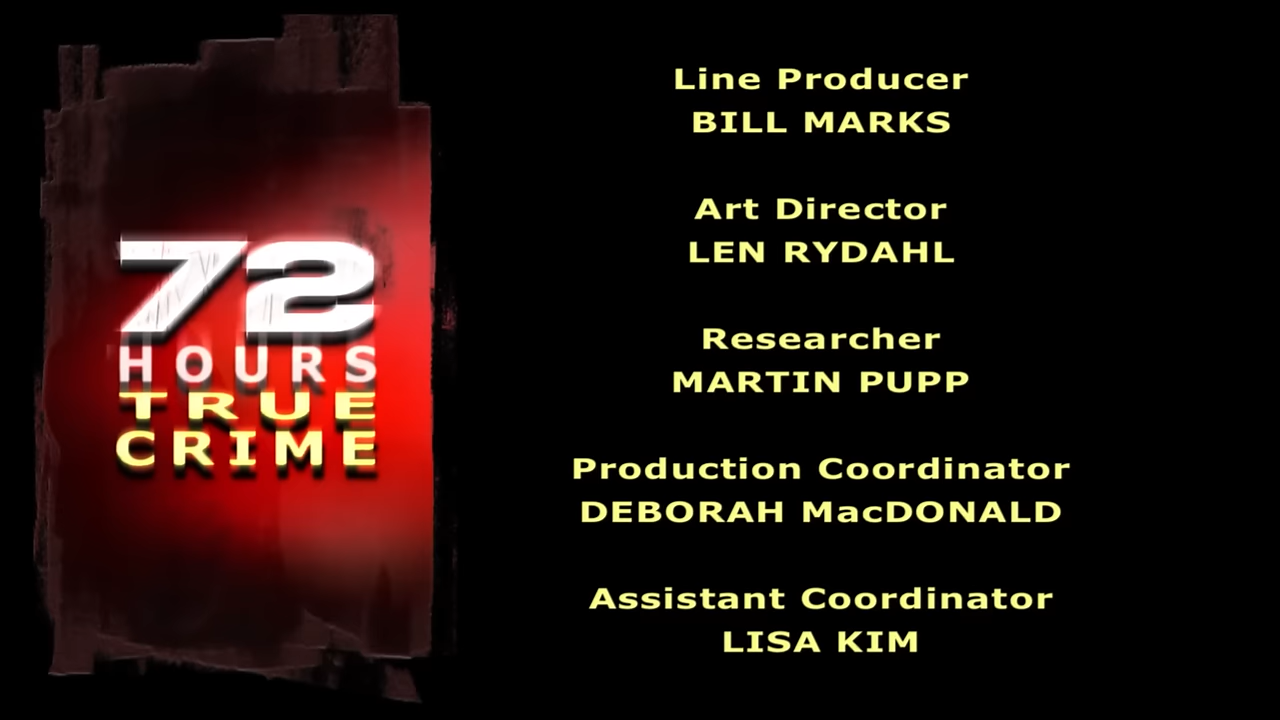 72
HOURS
TRUE
CRIME
Line Producer
BILL MARKS
Art Director
LEN RYDAHL
Researcher
MARTIN PUPP
Production Coordinator
DEBORAH MacDONALD
Assistant Coordinator
LISA KIM